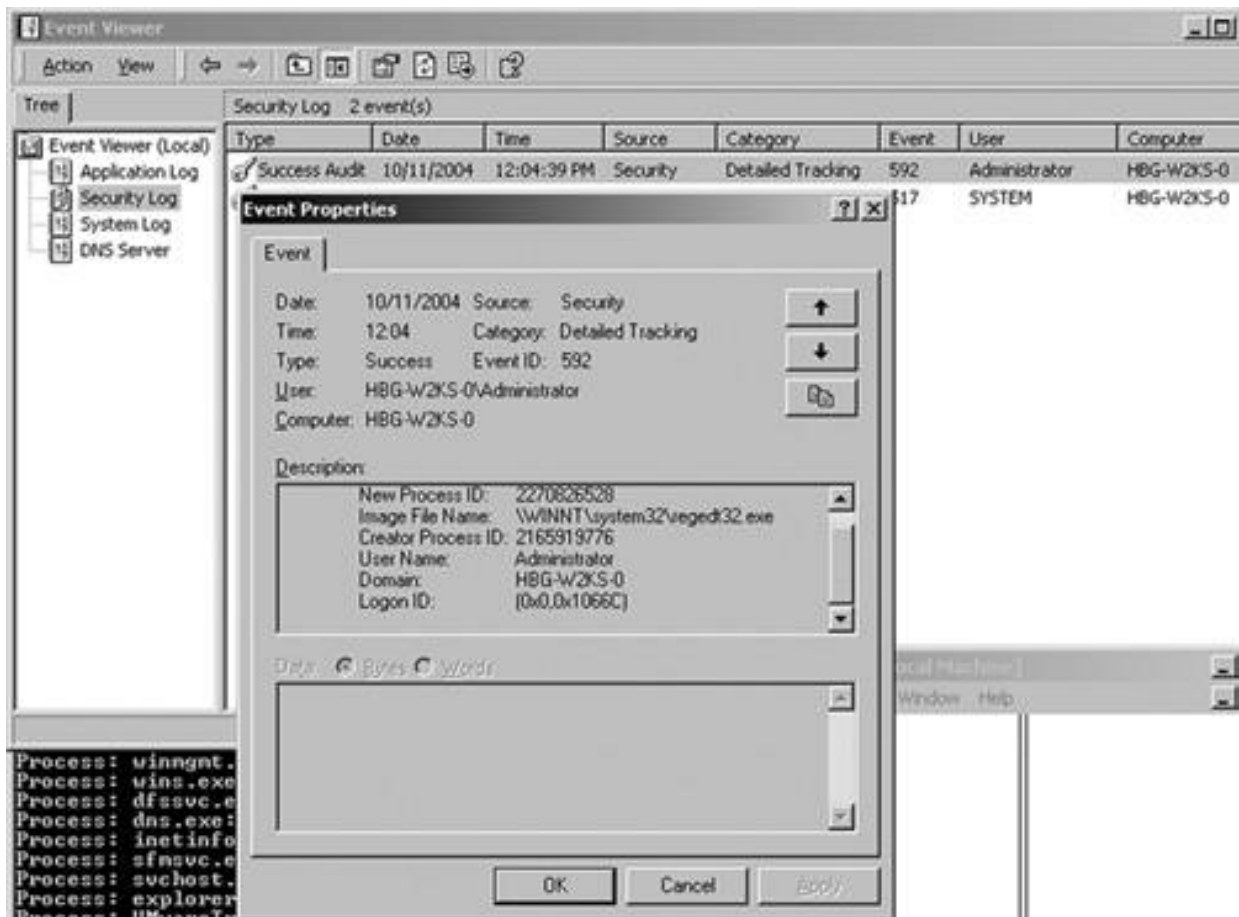 Event Viewer
Action View
Tree
Security Log 2 event(s)
Event Viewer (Local)
Application Log
Security Log
System Log
DNS Server
Type Date Time Source Category Event User Computer
Success Audit 10/11/2004 12:04:39 PM Security Detailed Tracking 592 Administrator HBG-W2KS-0
517 SYSTEM HBG-W2KS-0
Event Properties
Event
Date: 10/11/2004 Source: Security
Time: 12:04 Category: Detailed Tracking
Type: Success Event ID: 592
User: HBG-W2KS-0\Administrator
Computer: HBG-W2KS-0
Description:
New Process ID: 2270826528
Image File Name: \WINNT\system32\regedt32.exe
Creator Process ID: 2165919776
User Name: Administrator
Domain: HBG-W2KS-0
Logon ID: (0x0,0x1066C)
Data: Bytes Words
ocal Machine]
Window Help
Process: winmgmt.
Process: wins.exe
Process: dfssvc.e
Process: dns.exe:
Process: inetinfo
Process: sfmsvc.e
Process: svchost.
Process: explorer
OK Cancel Apply